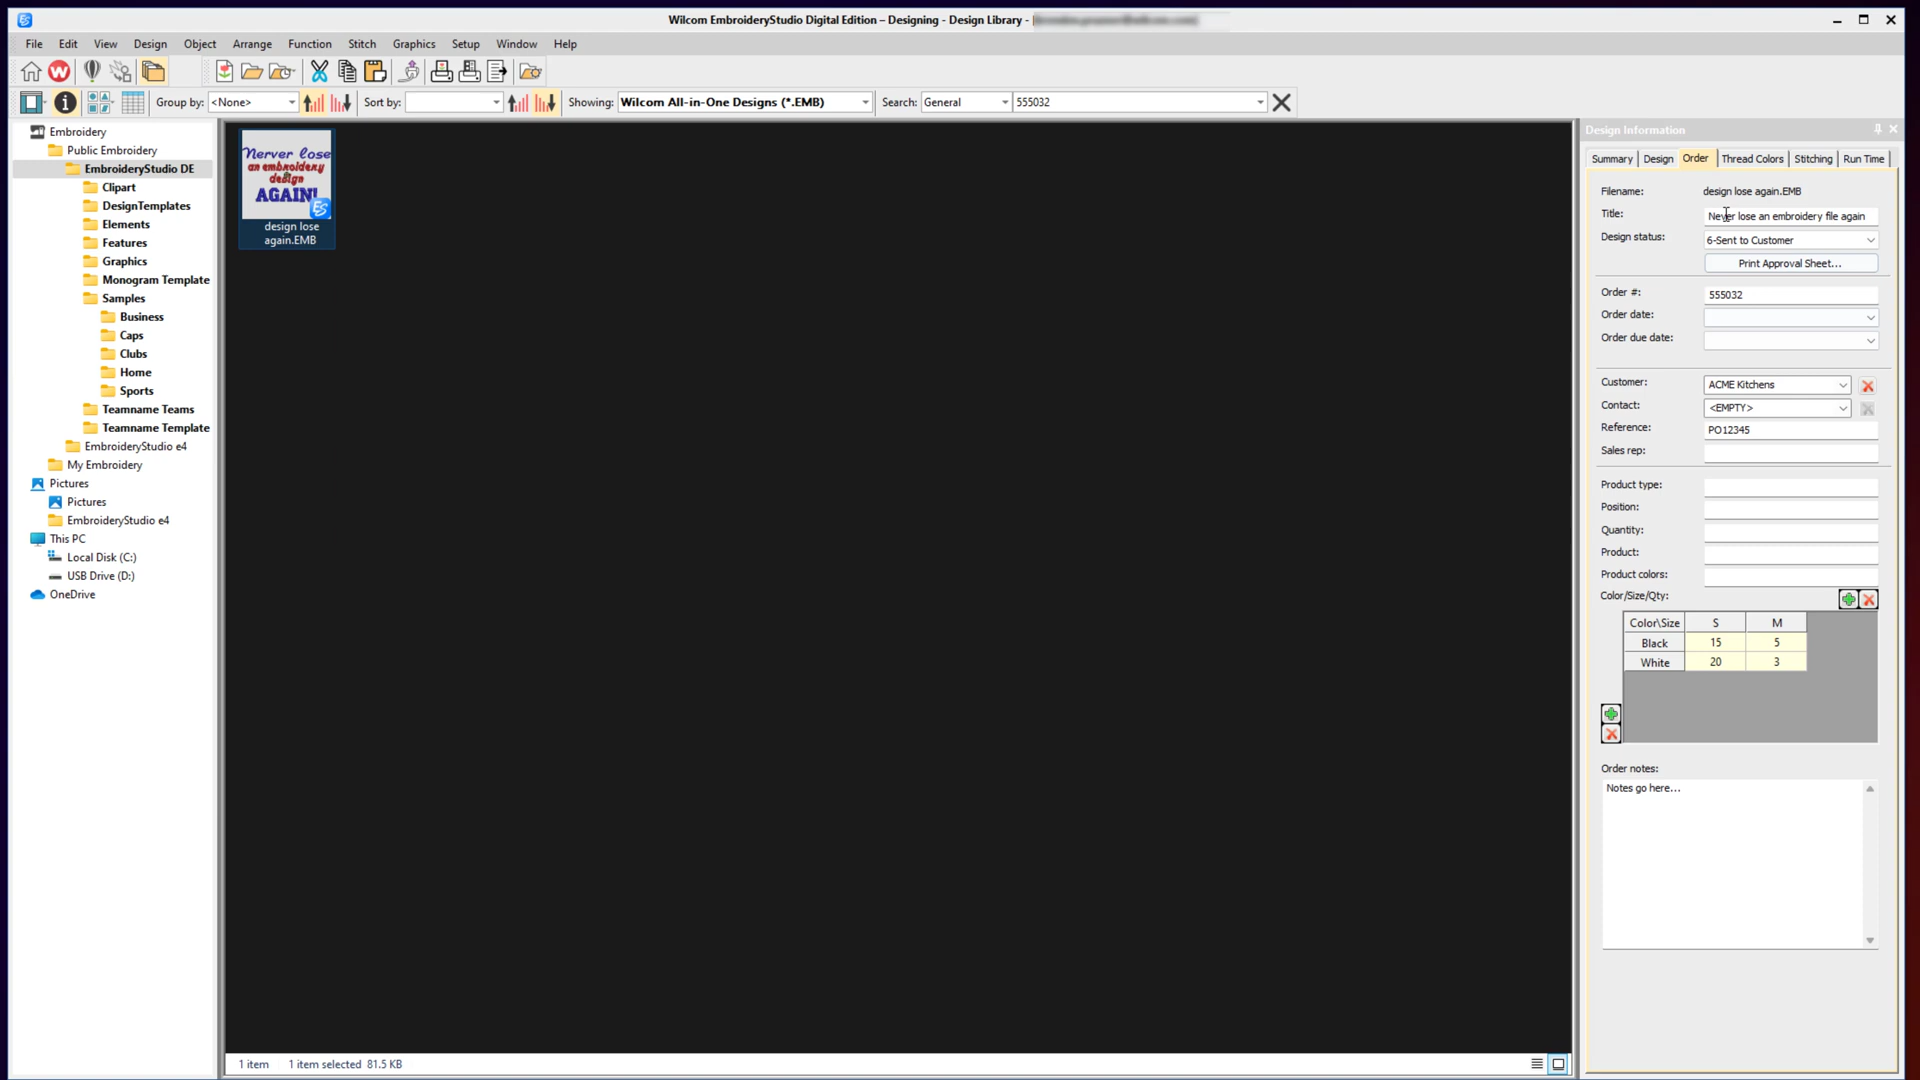 Wilcom EmbroideryStudio Digital Edition – Designing - Design Library -
File Edit View Design Object Arrange Function Stitch Graphics Setup Window Help
Group by: <None> Sort by: Showing: Wilcom All-in-One Designs (*.EMB) Search: General 555032
Embroidery
Public Embroidery
EmbroideryStudio DE
Clipart
DesignTemplates
Elements
Features
Graphics
Monogram Template
Samples
Business
Caps
Clubs
Home
Sports
Teamname Teams
Teamname Template
EmbroideryStudio e4
My Embroidery
Pictures
Pictures
EmbroideryStudio e4
This PC
Local Disk (C:)
USB Drive (D:)
OneDrive
Nerver lose
an embroidery
design
AGAIN!
ES
design lose
again.EMB
1 item 1 item selected 81.5 KB
Design Information
Summary Design Order Thread Colors Stitching Run Time
Filename: design lose again.EMB
Title: Never lose an embroidery file again
Design status: 6-Sent to Customer
Print Approval Sheet...
Order #: 555032
Order date:
Order due date:
Customer: ACME Kitchens
Contact: <EMPTY>
Reference: PO12345
Sales rep:
Product type:
Position:
Quantity:
Product:
Product colors:
Color/Size/Qty:
Color\Size S M
Black 15 5
White 20 3
Order notes:
Notes go here...